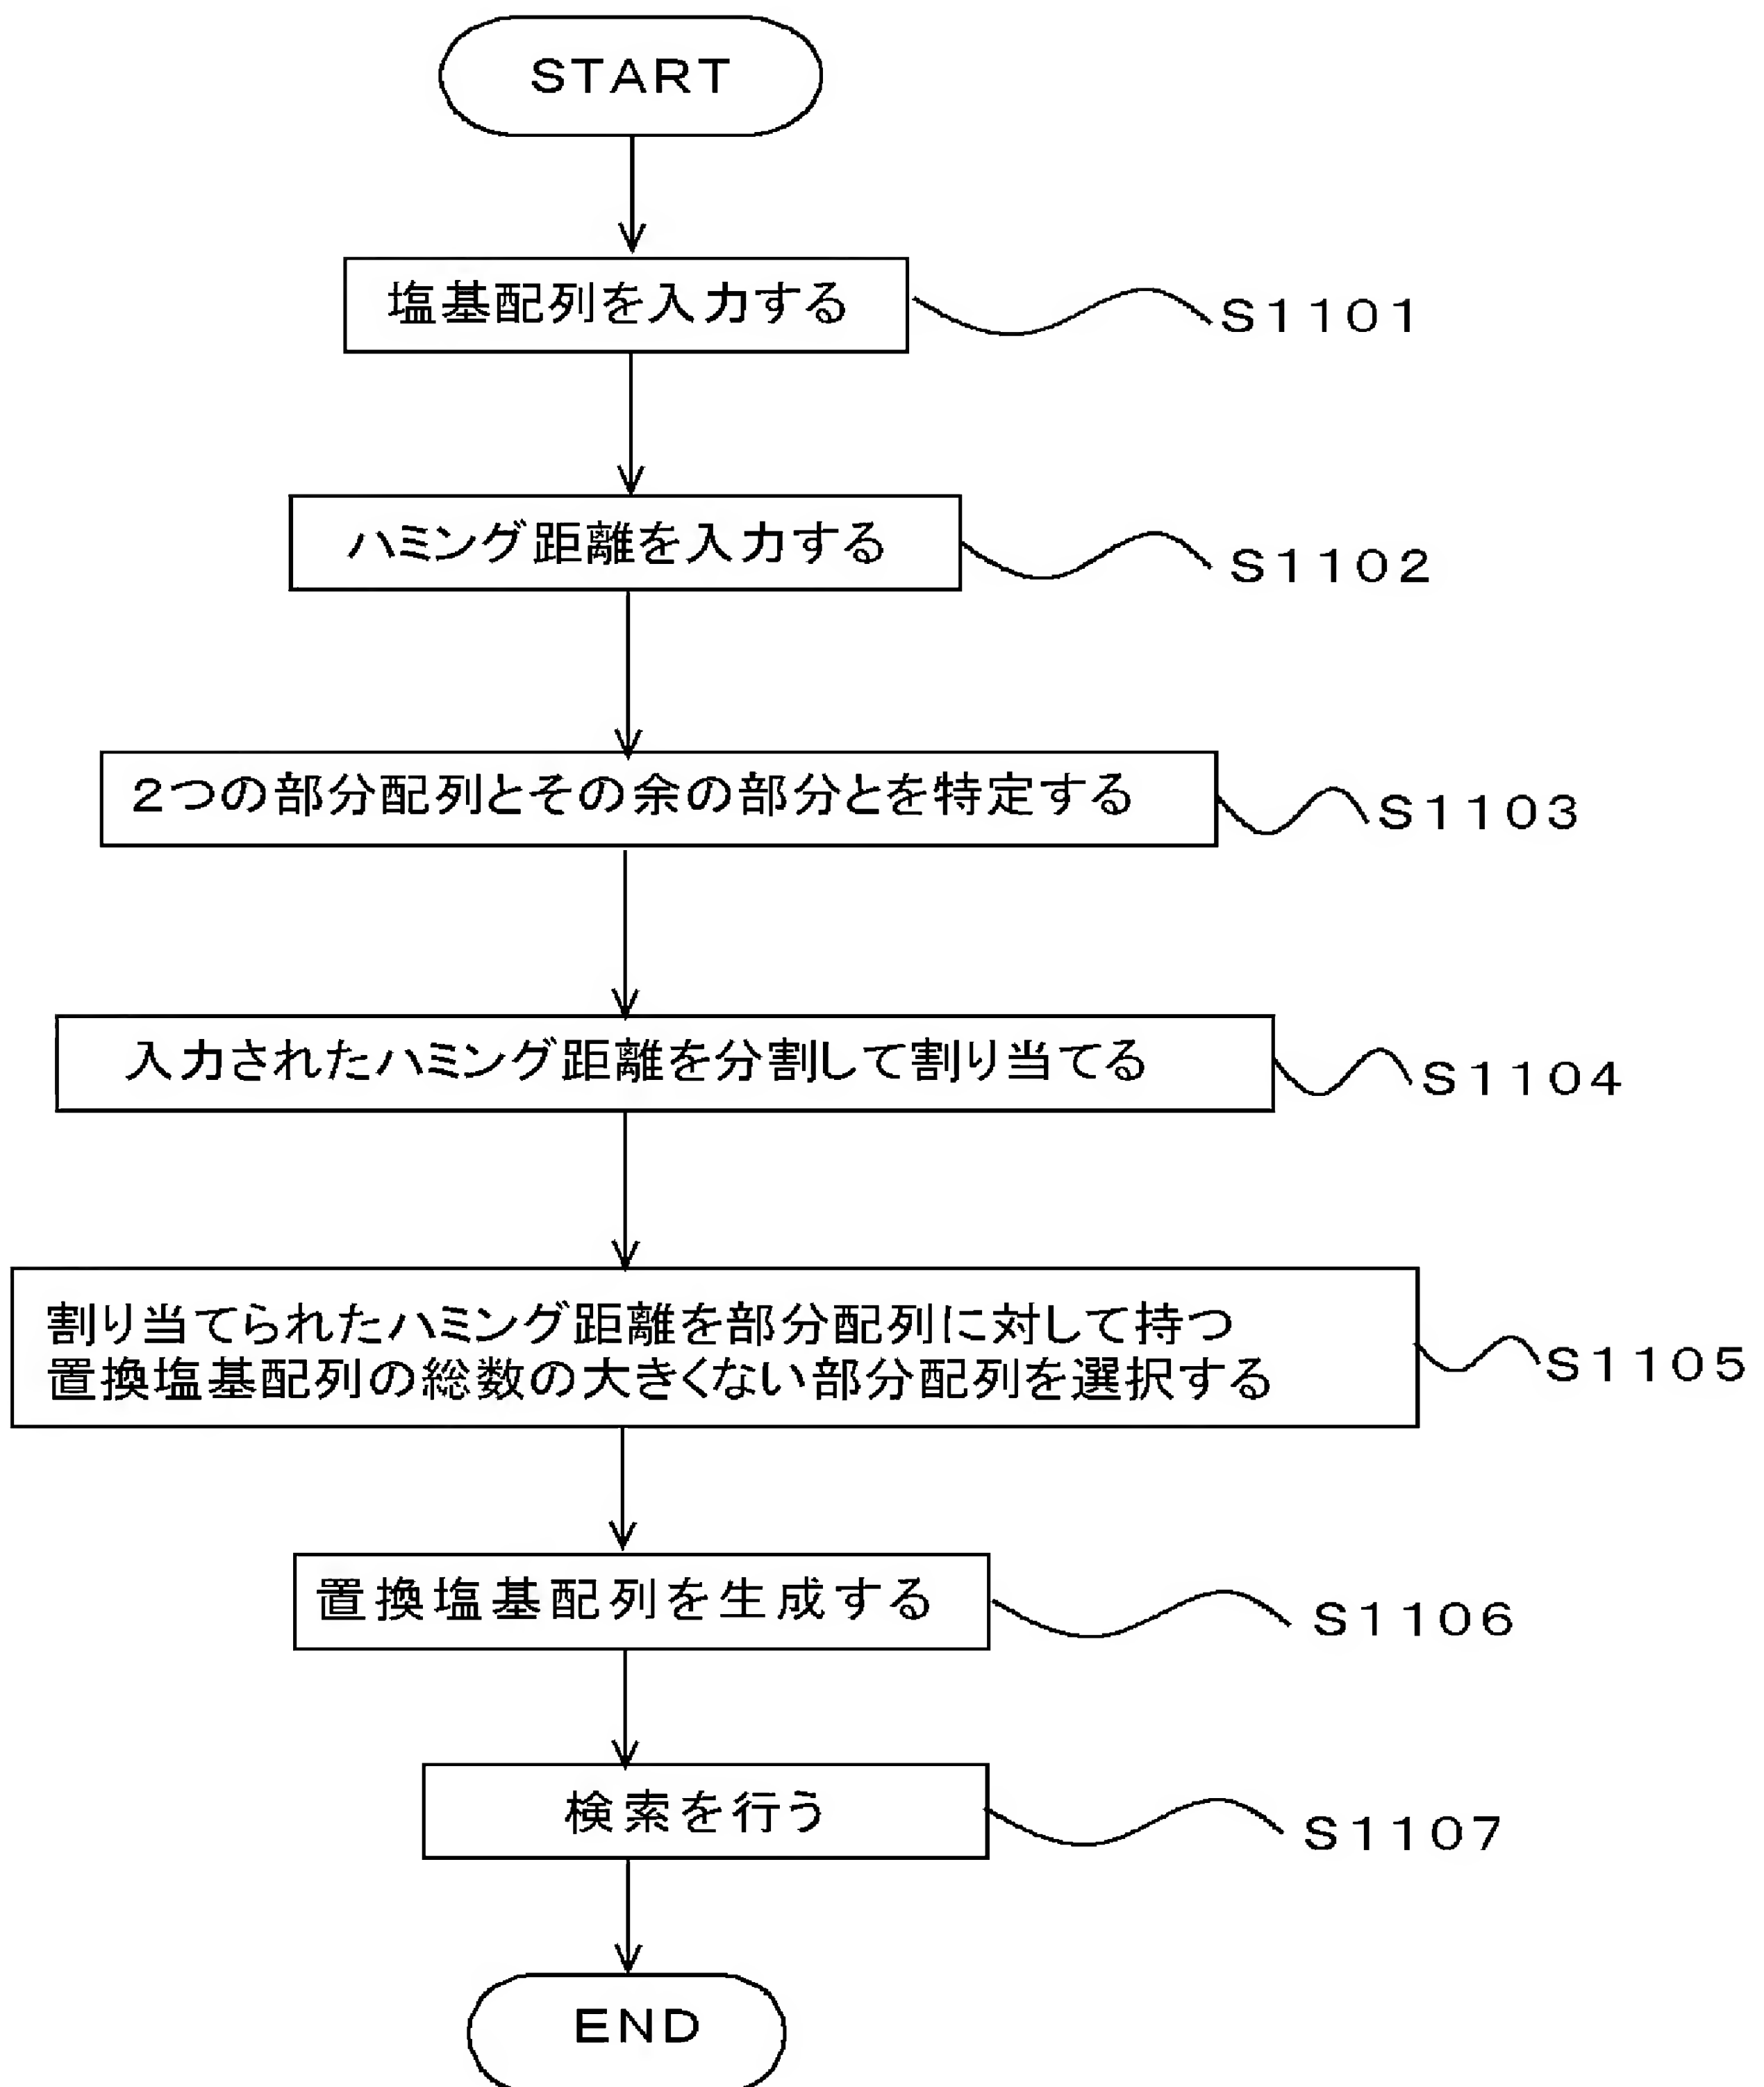 START
塩基配列を入力する
S1101
ハミング距離を入力する
S1102
2つの部分配列とその余の部分とを特定する
S1103
入力されたハミング距離を分割して割り当てる
S1104
割り当てられたハミング距離を部分配列に対して持つ
置換塩基配列の総数の大きくない部分配列を選択する
S1105
置換塩基配列を生成する
S1106
検索を行う
S1107
END